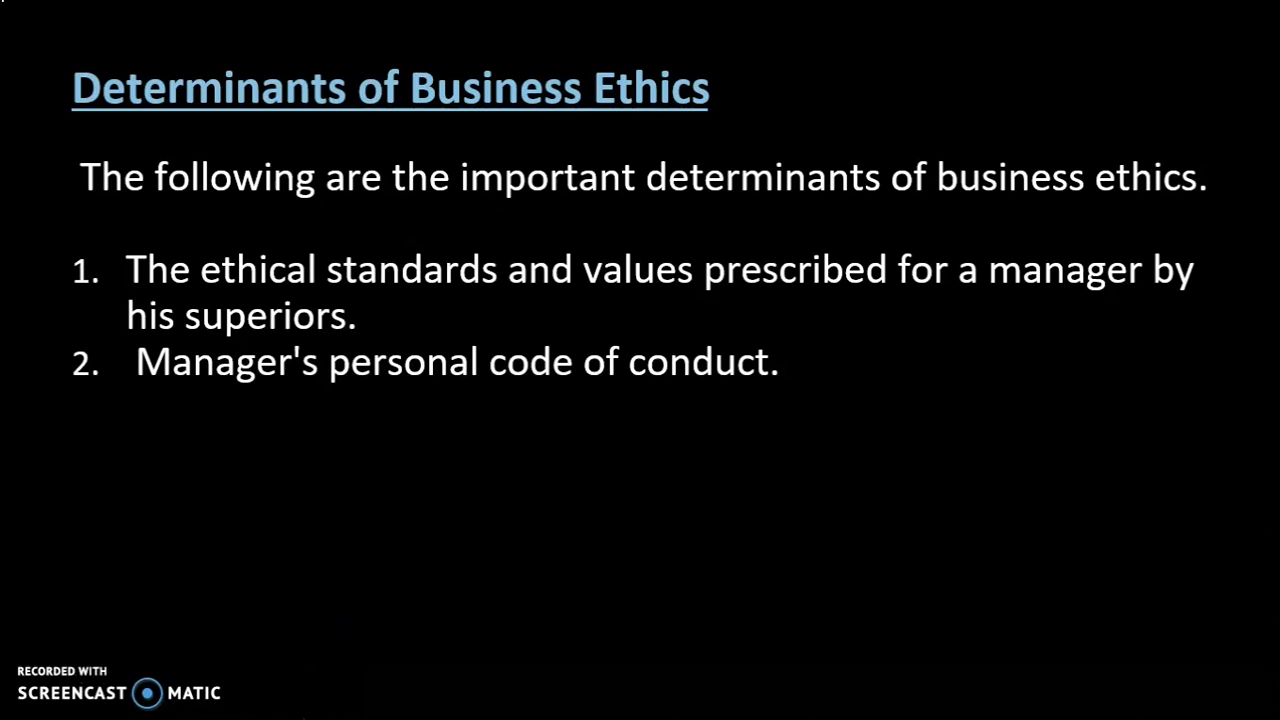 Determinants of Business Ethics
The following are the important determinants of business ethics.
1. The ethical standards and values prescribed for a manager by
his superiors.
2. Manager's personal code of conduct.
RECORDED WITH
SCREENCAST MATIC